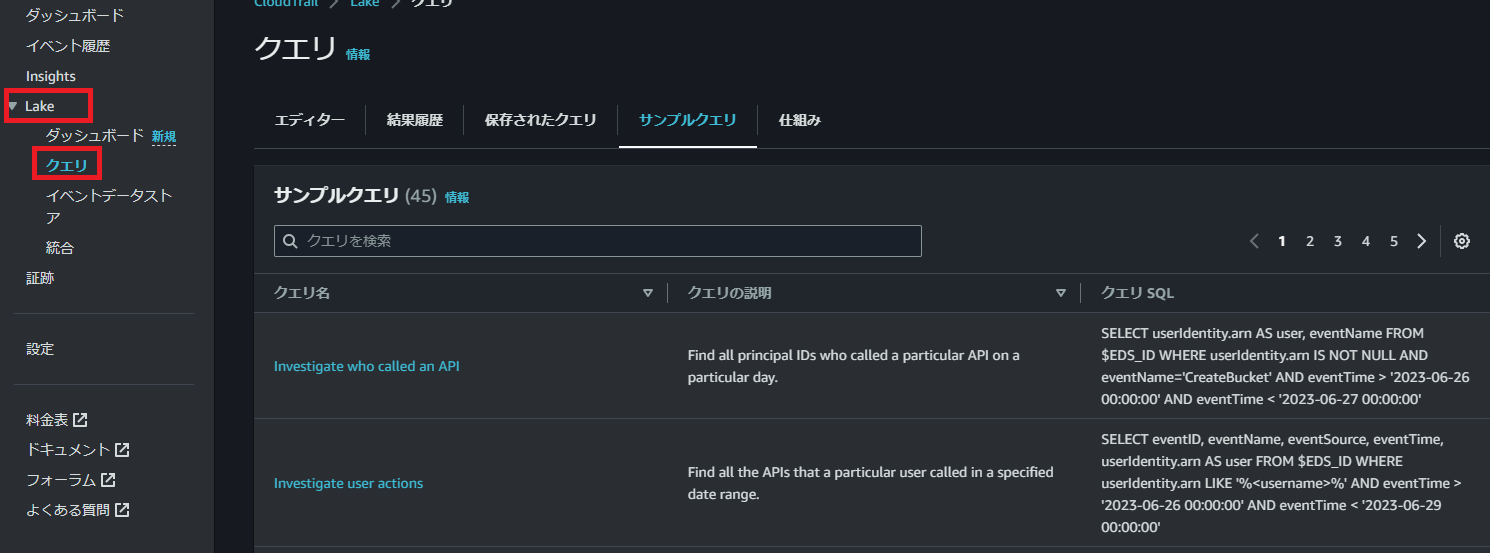 CloudTrail > Lake > クエリ
ダッシュボード
イベント履歴
Insights
Lake
ダッシュボード 新規
クエリ
イベントデータスト
ア
統合
証跡
設定
料金表
ドキュメント
フォーラム
よくある質問
クエリ 情報
エディター
結果履歴
保存されたクエリ
サンプルクエリ
仕組み
サンプルクエリ (45) 情報
クエリを検索
1 2 3 4 5
クエリ名
クエリの説明
クエリ SQL
Investigate who called an API
Find all principal IDs who called a particular API on a
particular day.
SELECT userIdentity.arn AS user, eventName FROM
$EDS_ID WHERE userIdentity.arn IS NOT NULL AND
eventName='CreateBucket' AND eventTime > '2023-06-26
00:00:00' AND eventTime < '2023-06-27 00:00:00'
Investigate user actions
Find all the APIs that a particular user called in a specified
date range.
SELECT eventID, eventName, eventSource, eventTime,
userIdentity.arn AS user FROM $EDS_ID WHERE
userIdentity.arn LIKE '%<username>%' AND eventTime >
'2023-06-26 00:00:00' AND eventTime < '2023-06-29
00:00:00'